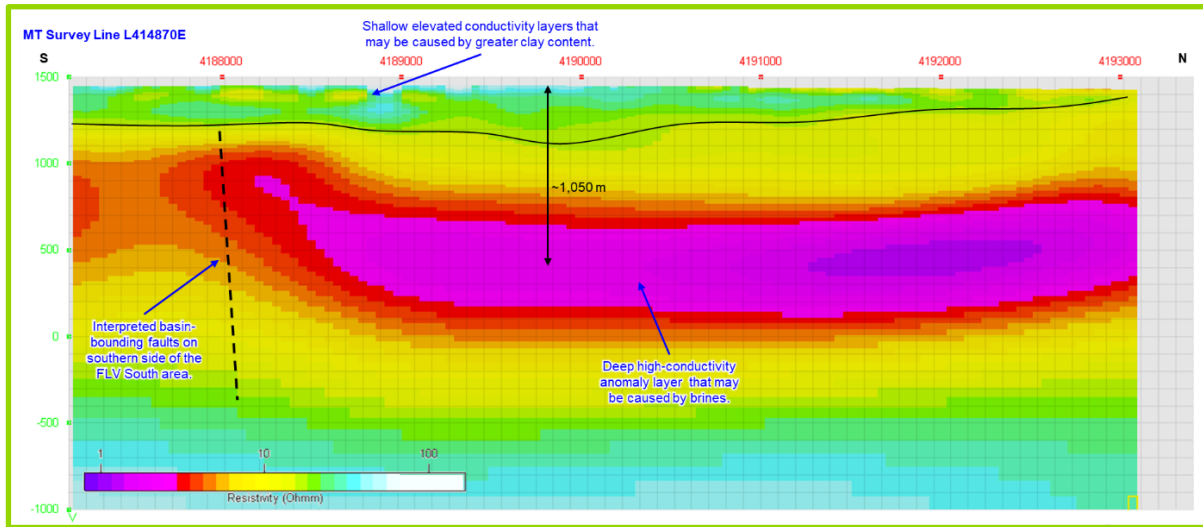 MT Survey Line L414870E
Shallow elevated conductivity layers that
may be caused by greater clay content.
S
4188000
4189000
4190000
4191000
4192000
4193000
N
1500
1000
~1,050 m
500
0
Interpreted basin-
bounding faults on
southern side of the
FLV South area.
Deep high-conductivity
anomaly layer that may
be caused by brines.
-500
1
10
100
Resistivity (Ohmm)
-1000
V